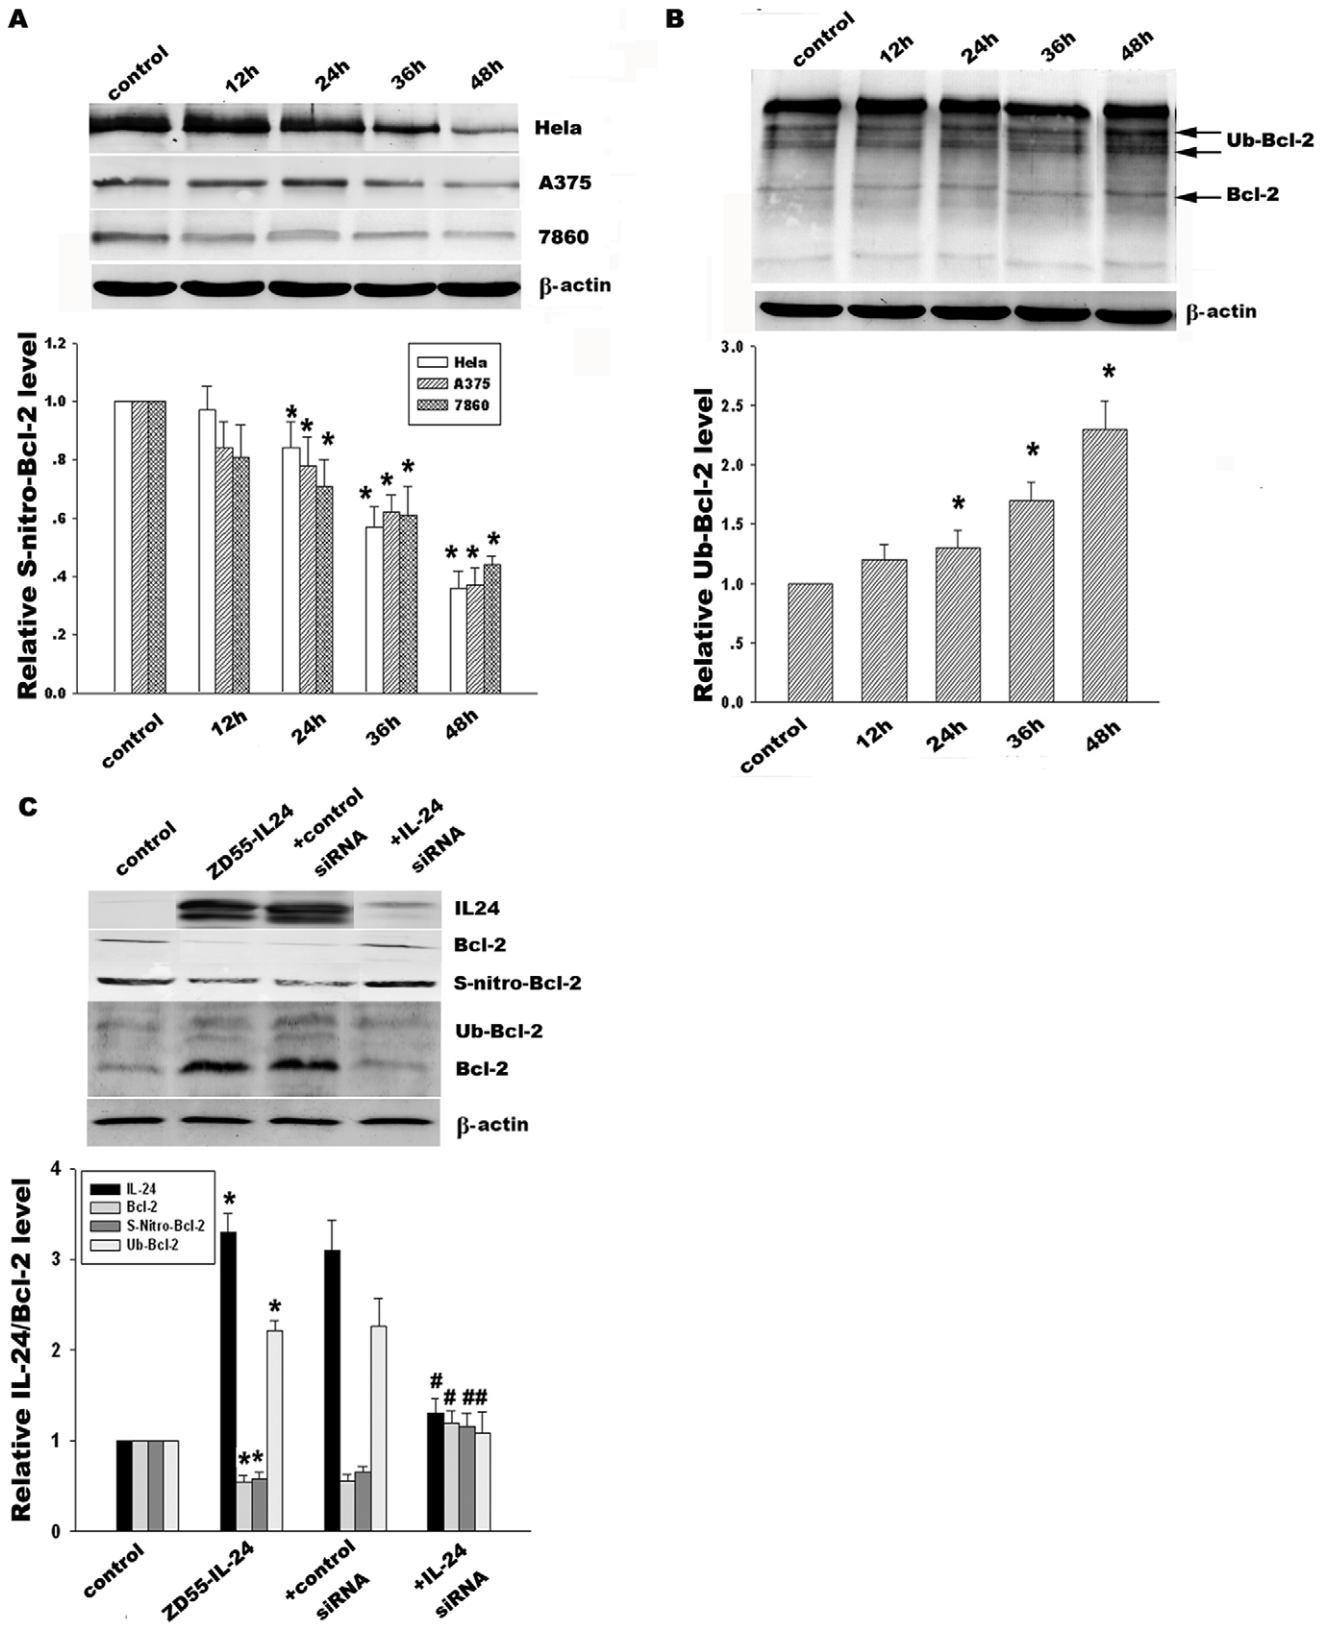 A
control 12h 24h 36h 48h
Hela
A375
7860
β-actin
1.2
1.0
.8
.6
.4
.2
0.0
Relative S-nitro-Bcl-2 level
Hela
A375
7860
* * *
* * *
* * *
control 12h 24h 36h 48h
B
control 12h 24h 36h 48h
Ub-Bcl-2
Bcl-2
β-actin
3.0
2.5
2.0
1.5
1.0
.5
0.0
Relative Ub-Bcl-2 level
*
*
*
control 12h 24h 36h 48h
C
control ZD55-IL24 +control siRNA +IL-24 siRNA
IL24
Bcl-2
S-nitro-Bcl-2
Ub-Bcl-2
Bcl-2
β-actin
4
3
2
1
0
Relative IL-24/Bcl-2 level
IL-24
Bcl-2
S-Nitro-Bcl-2
Ub-Bcl-2
*
**
*
#
# ##
control ZD55-IL-24 +control siRNA +IL-24 siRNA